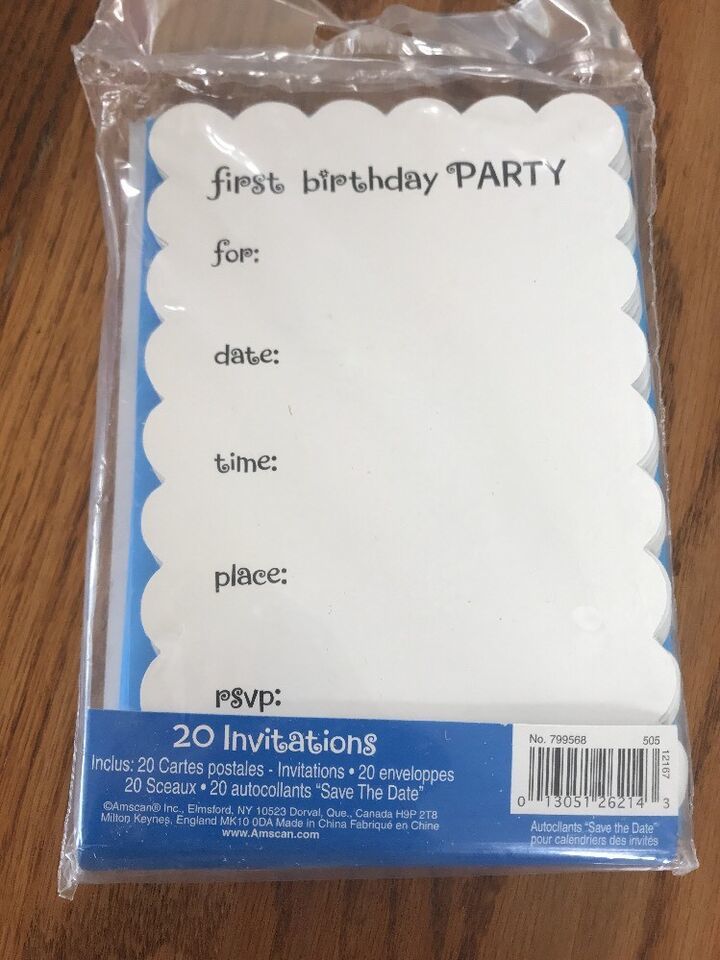 first birthday PARTY
for:
date:
time:
place:
rsvp:
20 Invitations
Inclus: 20 Cartes postales - Invitations • 20 enveloppes
20 Sceaux • 20 autocollants "Save The Date"
©Amscan® Inc., Elmsford, NY 10523 Dorval, Que., Canada H9P 2T8
Milton Keynes, England MK10 0DA Made in China Fabriqué en Chine
www.Amscan.com
No. 799568 505
12167
0 13051 26214 3
Autocllants "Save the Date"
pour calendriers des invités